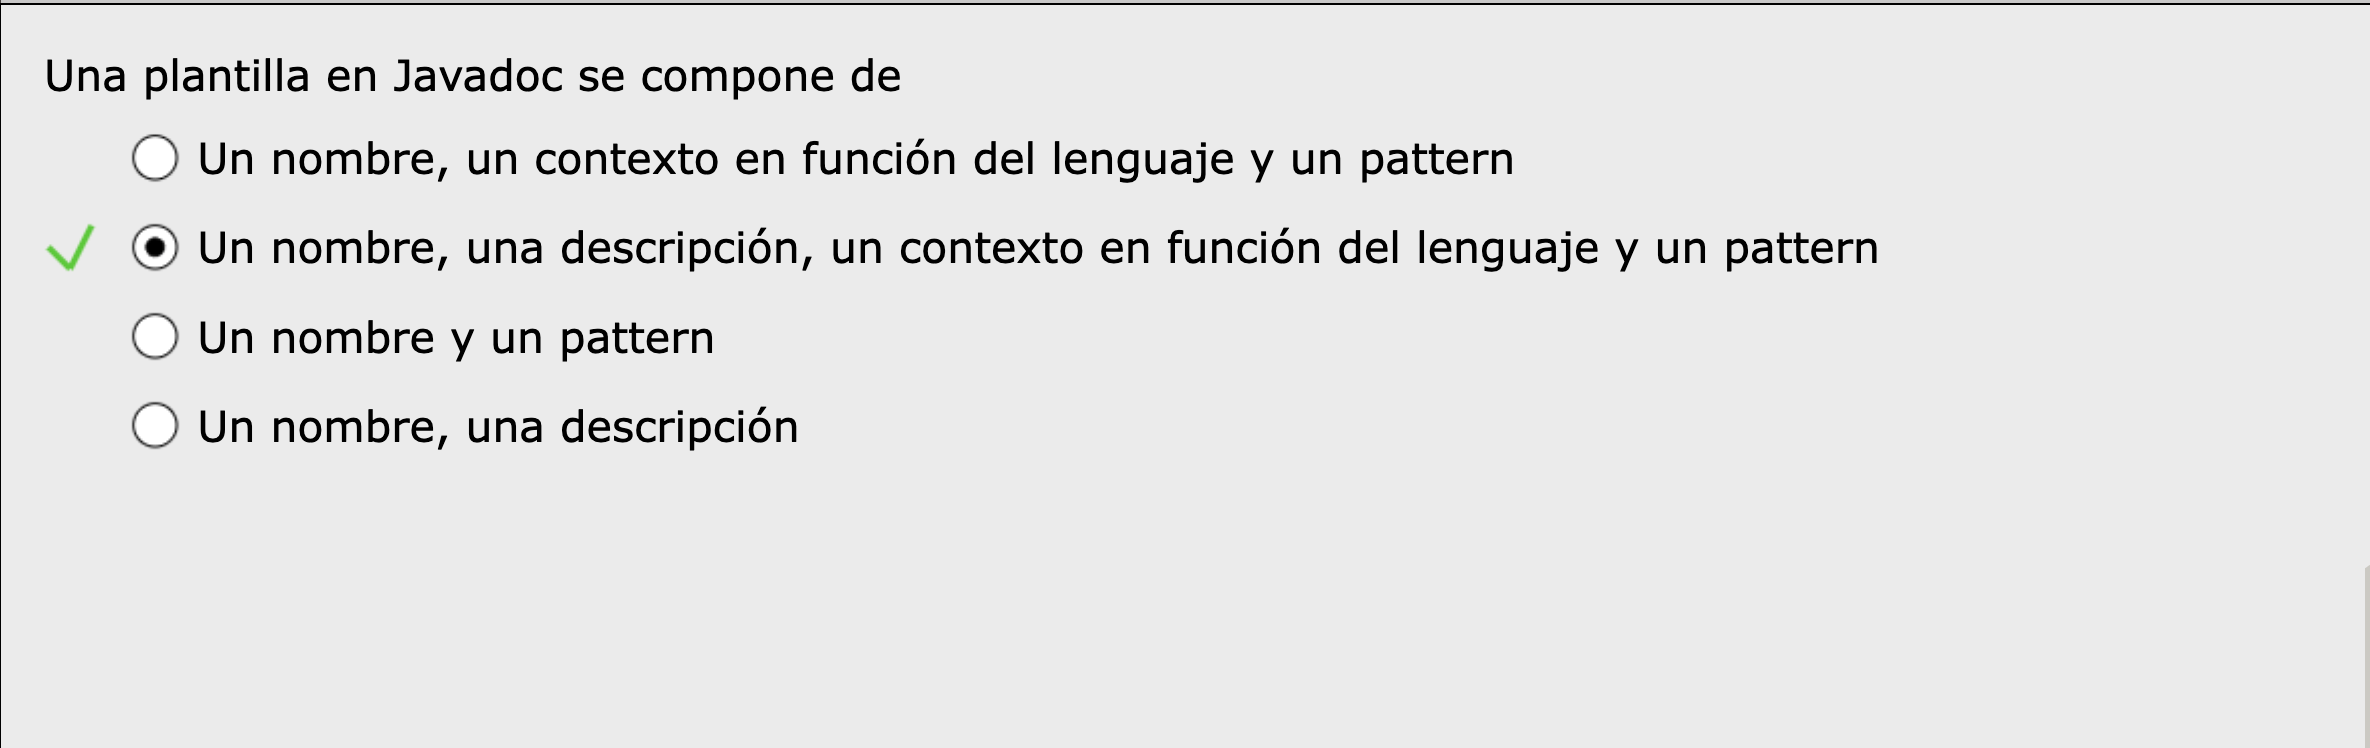 Una plantilla en Javadoc se compone de
Un nombre, un contexto en función del lenguaje y un pattern
Un nombre, una descripción, un contexto en función del lenguaje y un pattern
Un nombre y un pattern
Un nombre, una descripción